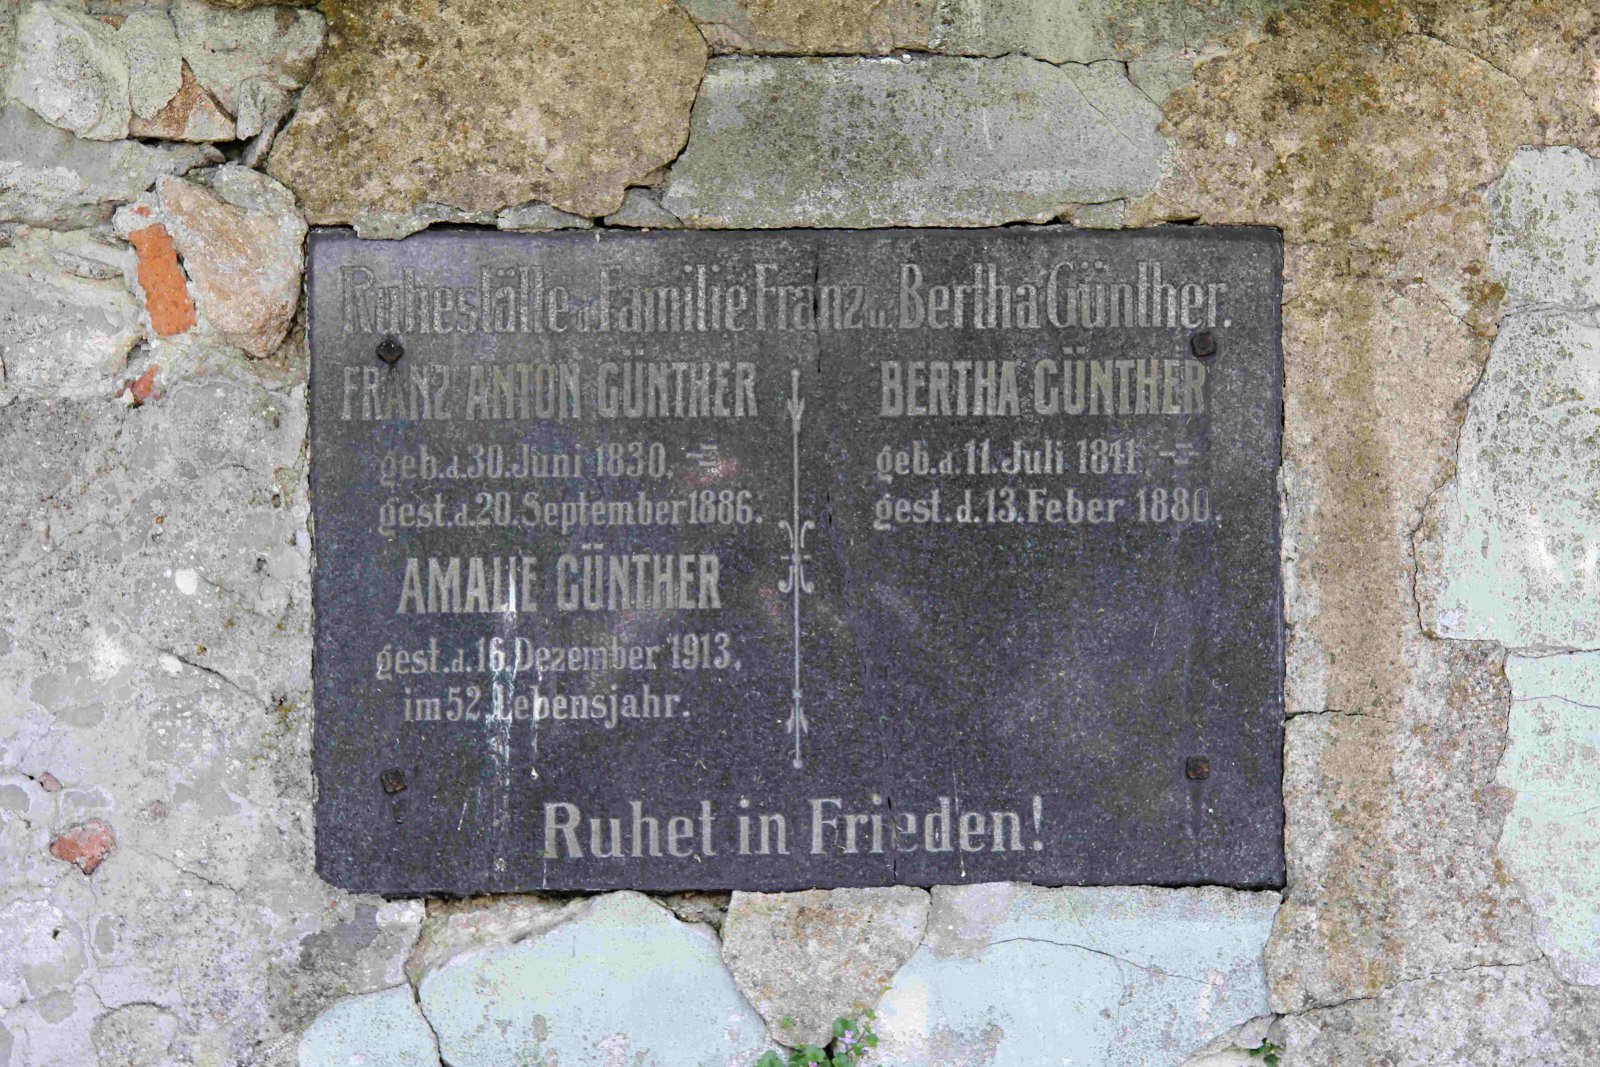 Ruhestätte d. Familie Franz u. Bertha Günther.
FRANZ ANTON GÜNTHER
geb. d. 30. Juni 1830,
gest. d. 20. September 1886.
AMALIE GÜNTHER
gest. d. 16. Dezember 1913,
im 52. Lebensjahr.
BERTHA GÜNTHER
geb. d. 11. Juli 1841,
gest. d. 13. Feber 1880.
Ruhet in Frieden!